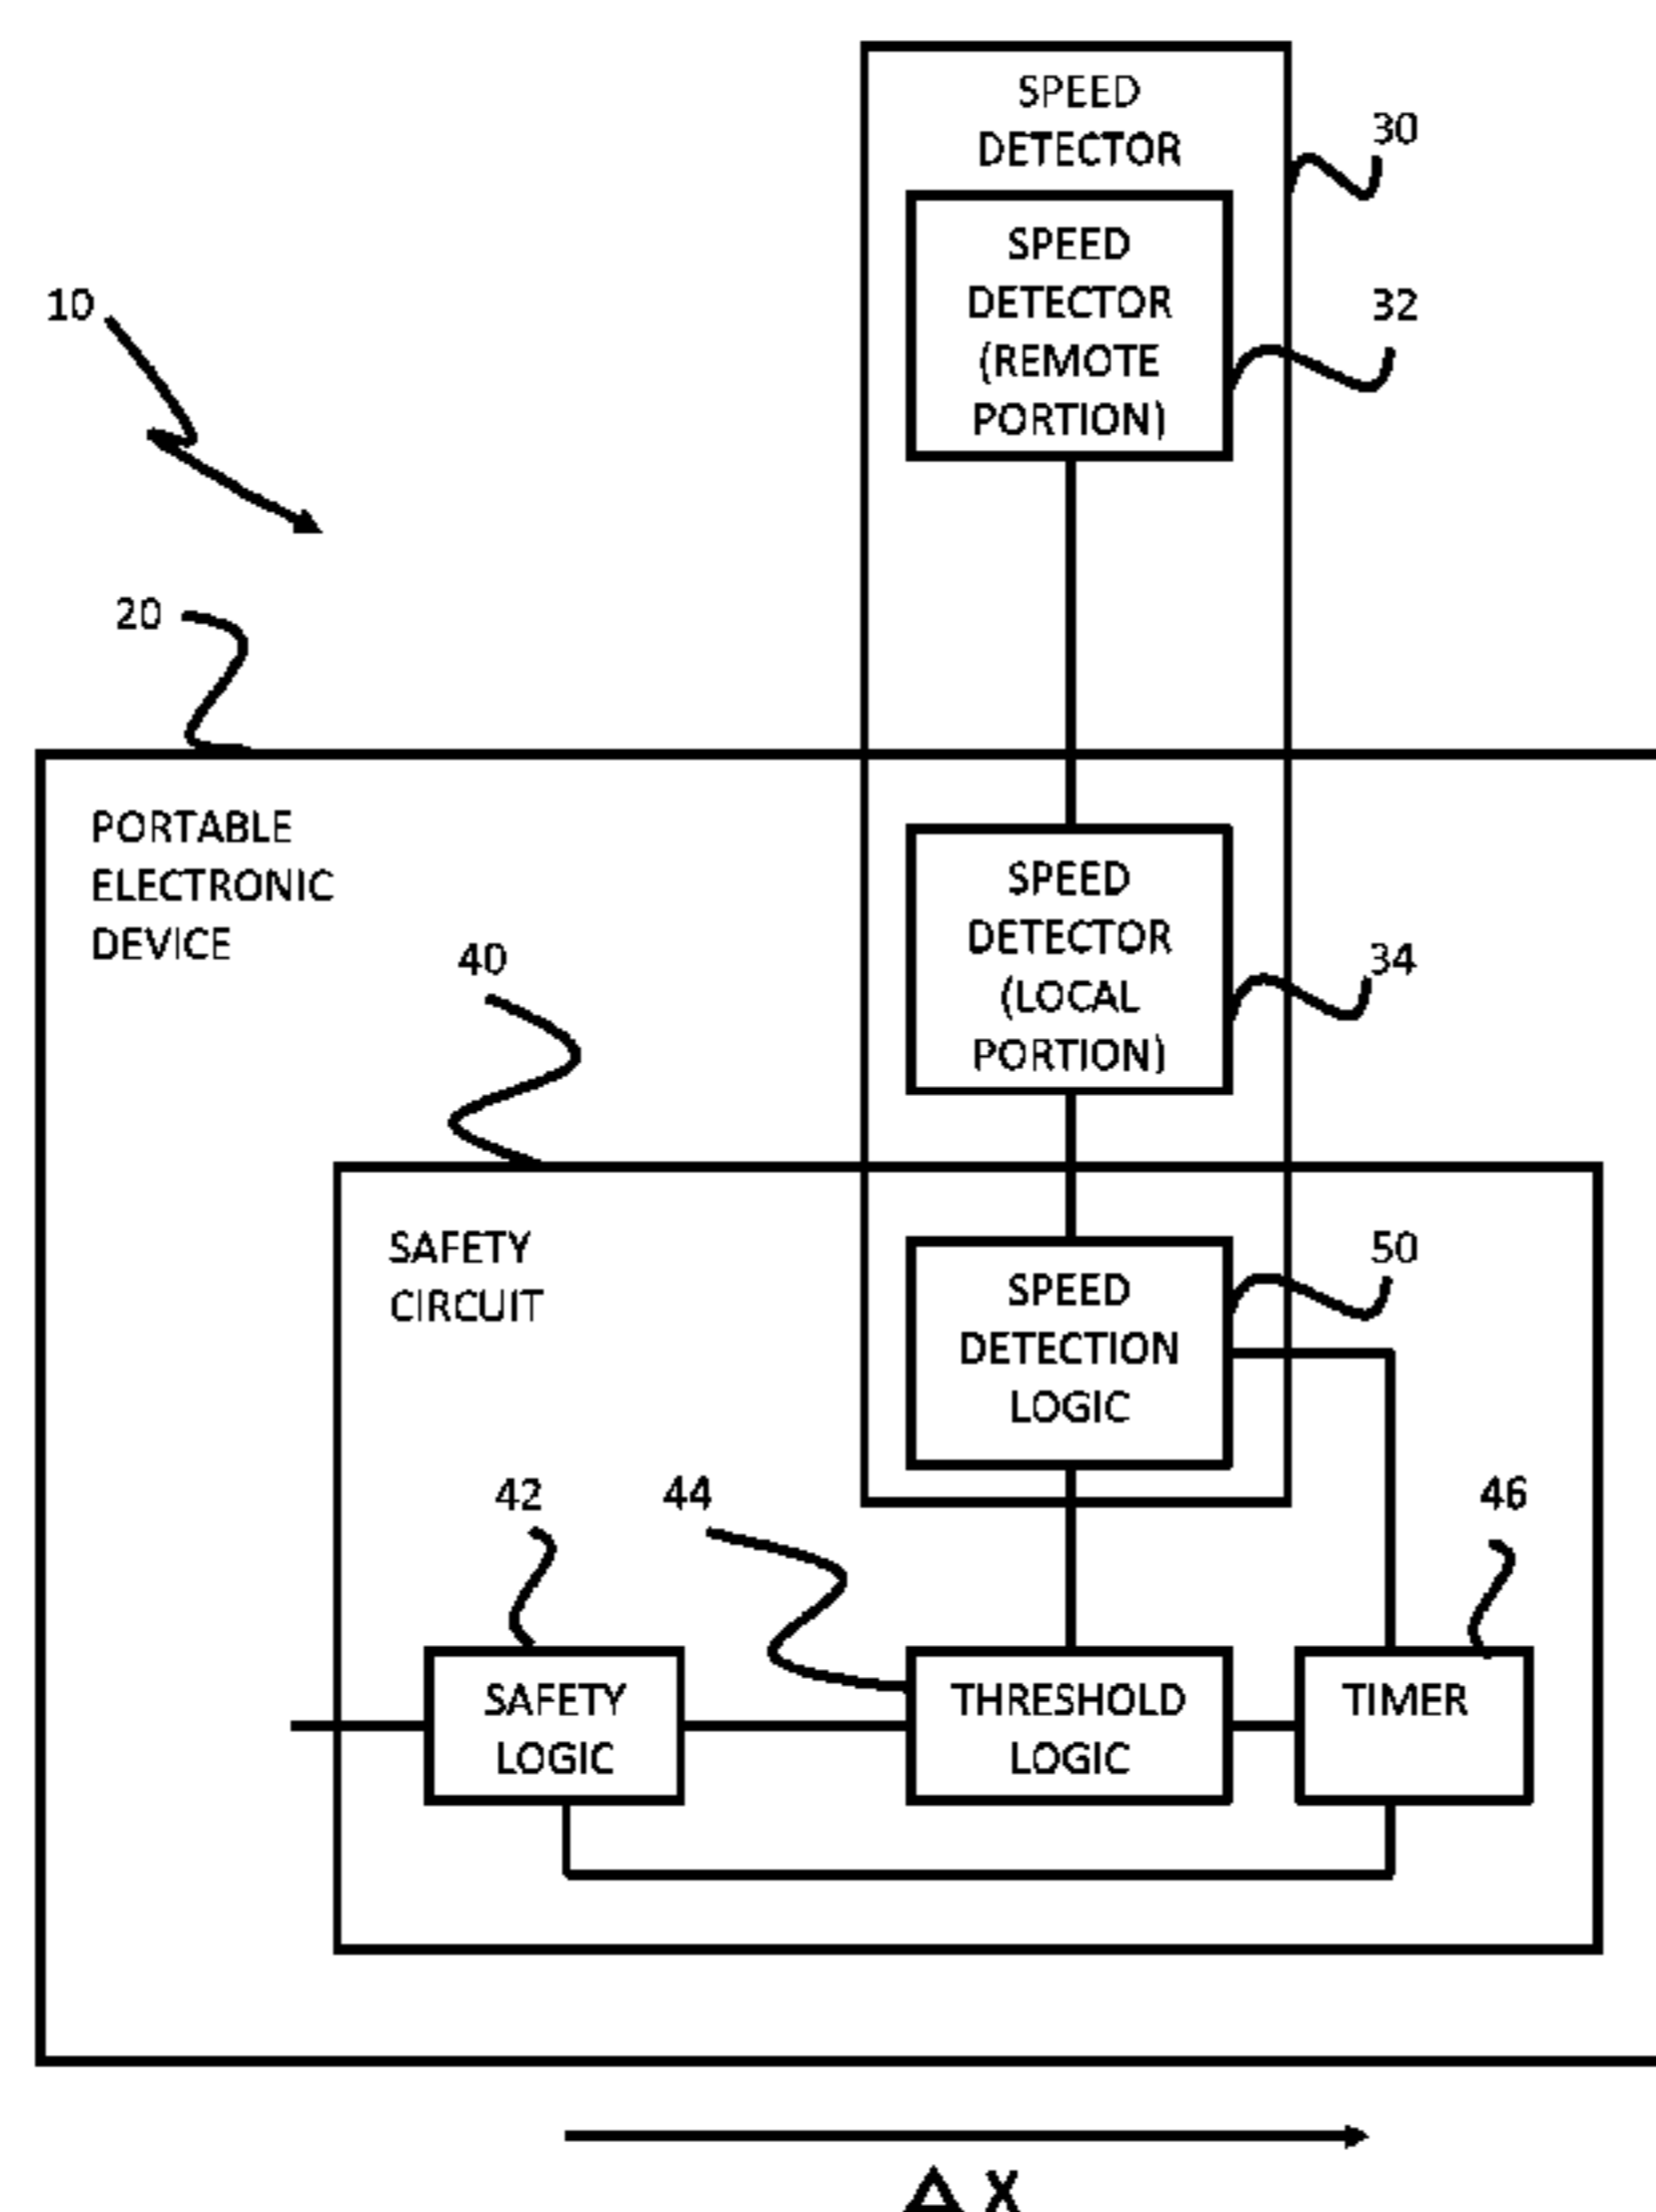 SPEED
DETECTOR
30
SPEED
DETECTOR
(REMOTE
PORTION)
32
10
20
PORTABLE
ELECTRONIC
DEVICE
SPEED
DETECTOR
(LOCAL
PORTION)
34
40
SAFETY
CIRCUIT
SPEED
DETECTION
LOGIC
50
42
44
46
SAFETY
LOGIC
THRESHOLD
LOGIC
TIMER
Δ X